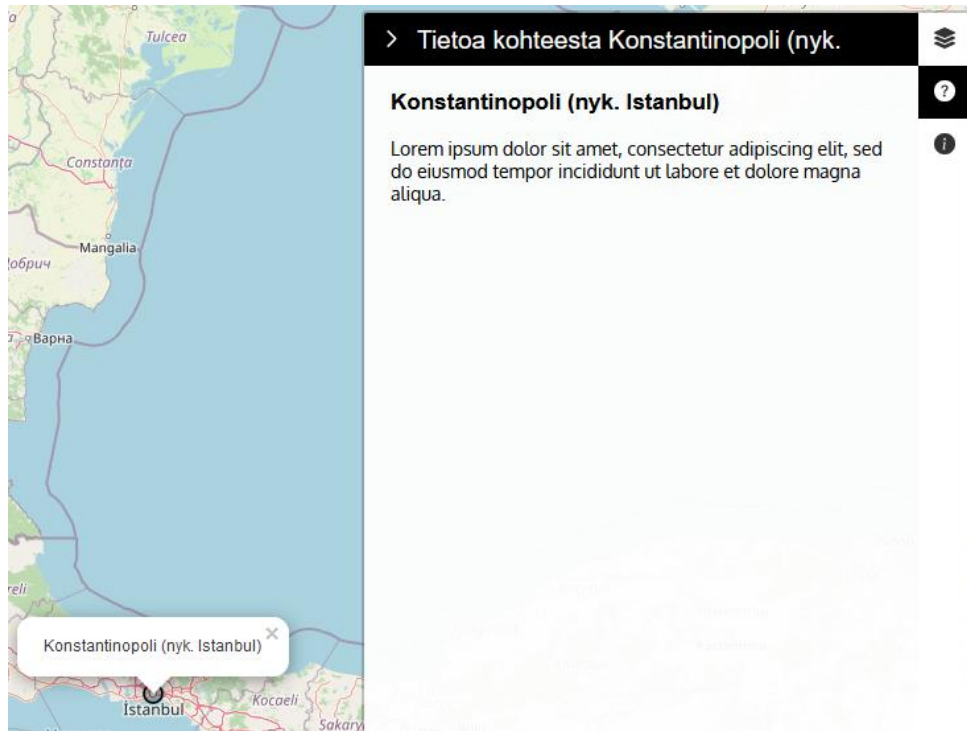 Tulcea
Constanța
Mangalia
Варна
Konstantinopoli (nyk. Istanbul)
×
İstanbul
Kocaeli
Tietoa kohteesta Konstantinopoli (nyk.
Konstantinopoli (nyk. Istanbul)
Lorem ipsum dolor sit amet, consectetur adipiscing elit, sed
do eiusmod tempor incididunt ut labore et dolore magna
aliqua.
?
i